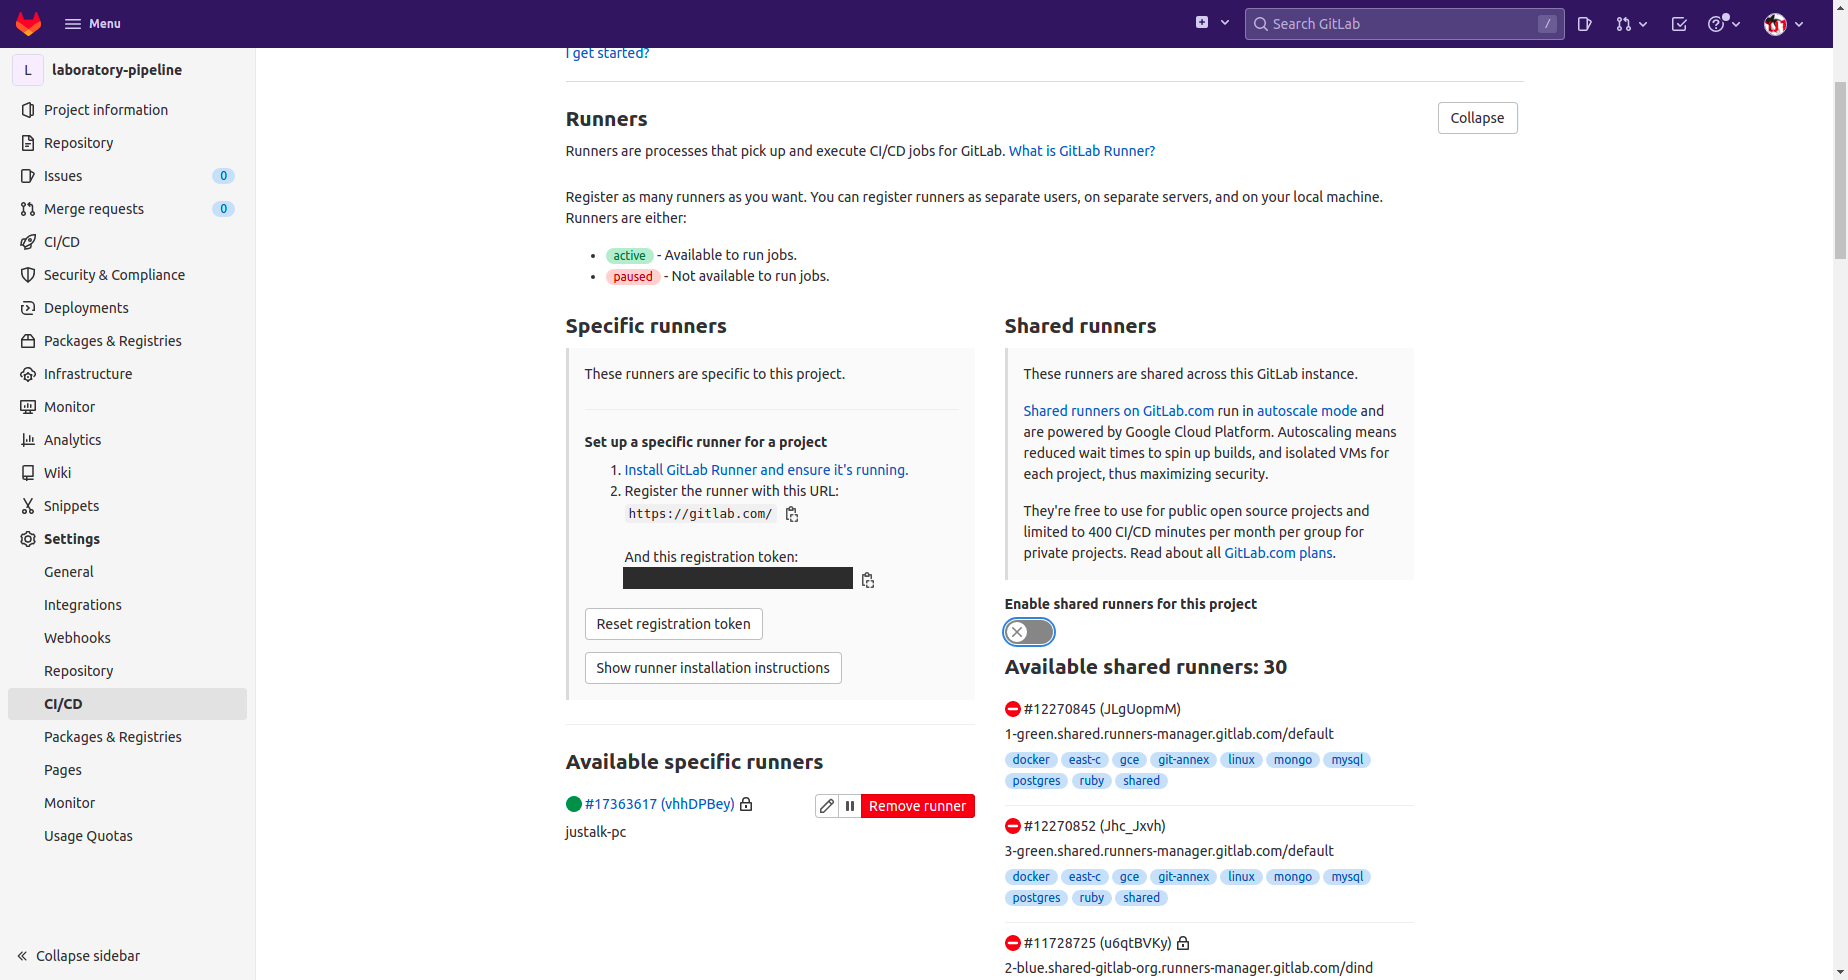 Menu
Search GitLab
/
L
laboratory-pipeline
Project information
Repository
Issues
0
Merge requests
0
CI/CD
Security & Compliance
Deployments
Packages & Registries
Infrastructure
Monitor
Analytics
Wiki
Snippets
Settings
General
Integrations
Webhooks
Repository
CI/CD
Packages & Registries
Pages
Monitor
Usage Quotas
Collapse sidebar
I get started?
Runners
Collapse
Runners are processes that pick up and execute CI/CD jobs for GitLab. What is GitLab Runner?
Register as many runners as you want. You can register runners as separate users, on separate servers, and on your local machine.
Runners are either:
active - Available to run jobs.
paused - Not available to run jobs.
Specific runners
These runners are specific to this project.
Set up a specific runner for a project
1. Install GitLab Runner and ensure it's running.
2. Register the runner with this URL:
https://gitlab.com/
And this registration token:
Reset registration token
Show runner installation instructions
Available specific runners
#17363617 (vhhDPBey)
Remove runner
justalk-pc
Shared runners
These runners are shared across this GitLab instance.
Shared runners on GitLab.com run in autoscale mode and
are powered by Google Cloud Platform. Autoscaling means
reduced wait times to spin up builds, and isolated VMs for
each project, thus maximizing security.
They're free to use for public open source projects and
limited to 400 CI/CD minutes per month per group for
private projects. Read about all GitLab.com plans.
Enable shared runners for this project
Available shared runners: 30
#12270845 (JLgUopmM)
1-green.shared.runners-manager.gitlab.com/default
docker east-c gce git-annex linux mongo mysql
postgres ruby shared
#12270852 (Jhc_Jxvh)
3-green.shared.runners-manager.gitlab.com/default
docker east-c gce git-annex linux mongo mysql
postgres ruby shared
#11728725 (u6qtBVKy)
2-blue.shared-gitlab-org.runners-manager.gitlab.com/dind